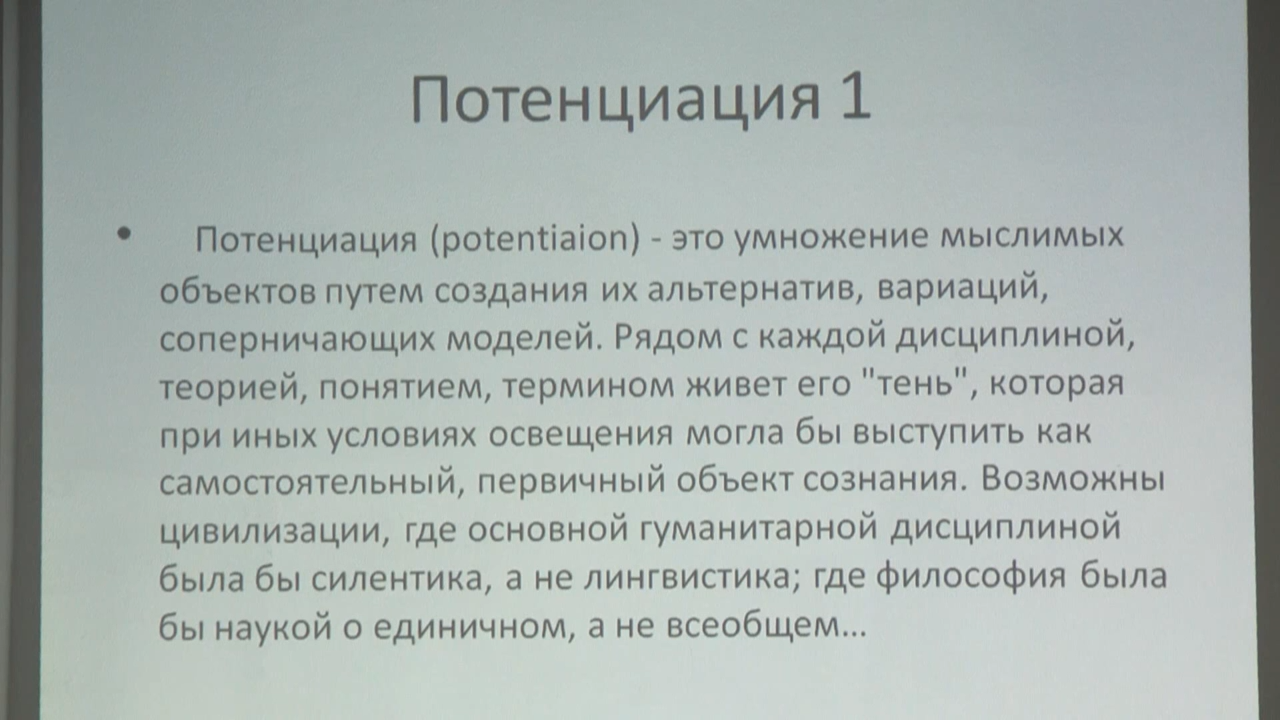 Потенциация 1
• Потенциация (potentiaion) - это умножение мыслимых
объектов путем создания их альтернатив, вариаций,
соперничающих моделей. Рядом с каждой дисциплиной,
теорией, понятием, термином живет его "тень", которая
при иных условиях освещения могла бы выступить как
самостоятельный, первичный объект сознания. Возможны
цивилизации, где основной гуманитарной дисциплиной
была бы силентика, а не лингвистика; где философия была
бы наукой о единичном, а не всеобщем...